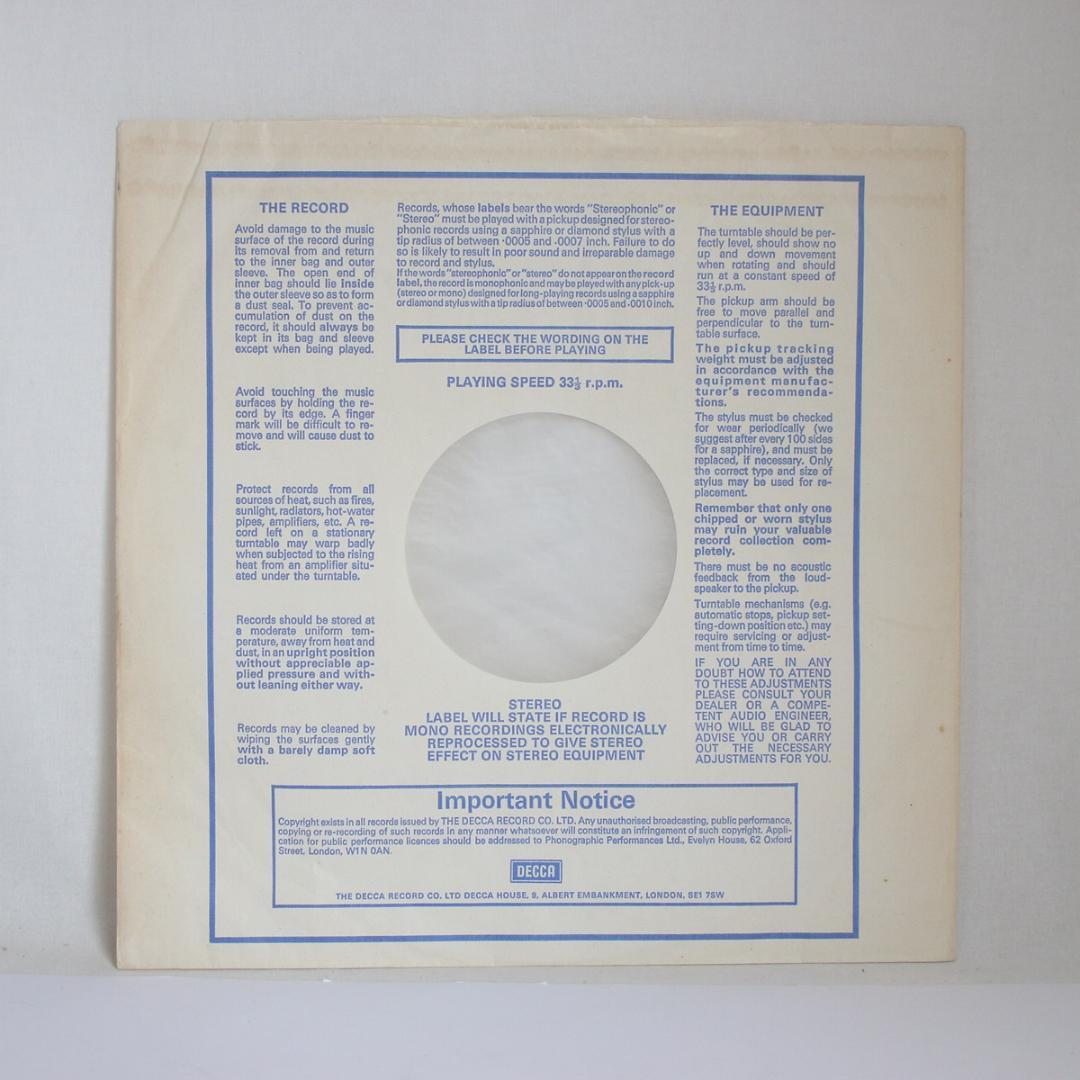 THE RECORD
Avoid damage to the music
surface of the record during
its removal from and return
to the inner bag and outer
sleeve. The open end of
inner bag should lie inside
the outer sleeve so as to form
a dust seal. To prevent ac-
cumulation of dust on the
record, it should always be
kept in its bag and sleeve
except when being played.
Avoid touching the music
surfaces by holding the re-
cord by its edge. A finger
mark will be difficult to re-
move and will cause dust to
stick.
Protect records from all
sources of heat, such as fires,
sunlight, radiators, hot-water
pipes, amplifiers, etc. A re-
cord left on a stationary
turntable may warp badly
when subjected to the rising
heat from an amplifier situ-
ated under the turntable.
Records should be stored at
a moderate uniform tem-
perature, away from heat and
dust, in an upright position
without appreciable ap-
plied pressure and with-
out leaning either way.
Records may be cleaned by
wiping the surfaces gently
with a barely damp soft
cloth.
Records, whose labels bear the words "Stereophonic" or
"Stereo" must be played with a pickup designed for stereo-
phonic records using a sapphire or diamond stylus with a
tip radius of between ·0005 and ·0007 inch. Failure to do
so is likely to result in poor sound and irreparable damage
to record and stylus.
If the words "stereophonic" or "stereo" do not appear on the record
label, the record is monophonic and may be played with any pick-up
(stereo or mono) designed for long-playing records using a sapphire
or diamond stylus with a tip radius of between ·0005 and ·0010 inch.
PLEASE CHECK THE WORDING ON THE
LABEL BEFORE PLAYING
PLAYING SPEED 33⅓ r.p.m.
STEREO
LABEL WILL STATE IF RECORD IS
MONO RECORDINGS ELECTRONICALLY
REPROCESSED TO GIVE STEREO
EFFECT ON STEREO EQUIPMENT
THE EQUIPMENT
The turntable should be per-
fectly level, should show no
up and down movement
when rotating and should
run at a constant speed of
33⅓ r.p.m.
The pickup arm should be
free to move parallel and
perpendicular to the turn-
table surface.
The pickup tracking
weight must be adjusted
in accordance with the
equipment manufac-
turer's recommenda-
tions.
The stylus must be checked
for wear periodically (we
suggest after every 100 sides
for a sapphire), and must be
replaced, if necessary. Only
the correct type and size of
stylus may be used for re-
placement.
Remember that only one
chipped or worn stylus
may ruin your valuable
record collection com-
pletely.
There must be no acoustic
feedback from the loud-
speaker to the pickup.
Turntable mechanisms (e.g.
automatic stops, pickup set-
ting-down position etc.) may
require servicing or adjust-
ment from time to time.
IF YOU ARE IN ANY
DOUBT HOW TO ATTEND
TO THESE ADJUSTMENTS
PLEASE CONSULT YOUR
DEALER OR A COMPE-
TENT AUDIO ENGINEER,
WHO WILL BE GLAD TO
ADVISE YOU OR CARRY
OUT THE NECESSARY
ADJUSTMENTS FOR YOU.
Important Notice
Copyright exists in all records issued by THE DECCA RECORD CO. LTD. Any unauthorised broadcasting, public performance,
copying or re-recording of such records in any manner whatsoever will constitute an infringement of such copyright. Appli-
cation for public performance licences should be addressed to Phonographic Performances Ltd., Evelyn House, 62 Oxford
Street, London, W1N 0AN.
DECCA
THE DECCA RECORD CO. LTD DECCA HOUSE, 9, ALBERT EMBANKMENT, LONDON, SE1 7SW